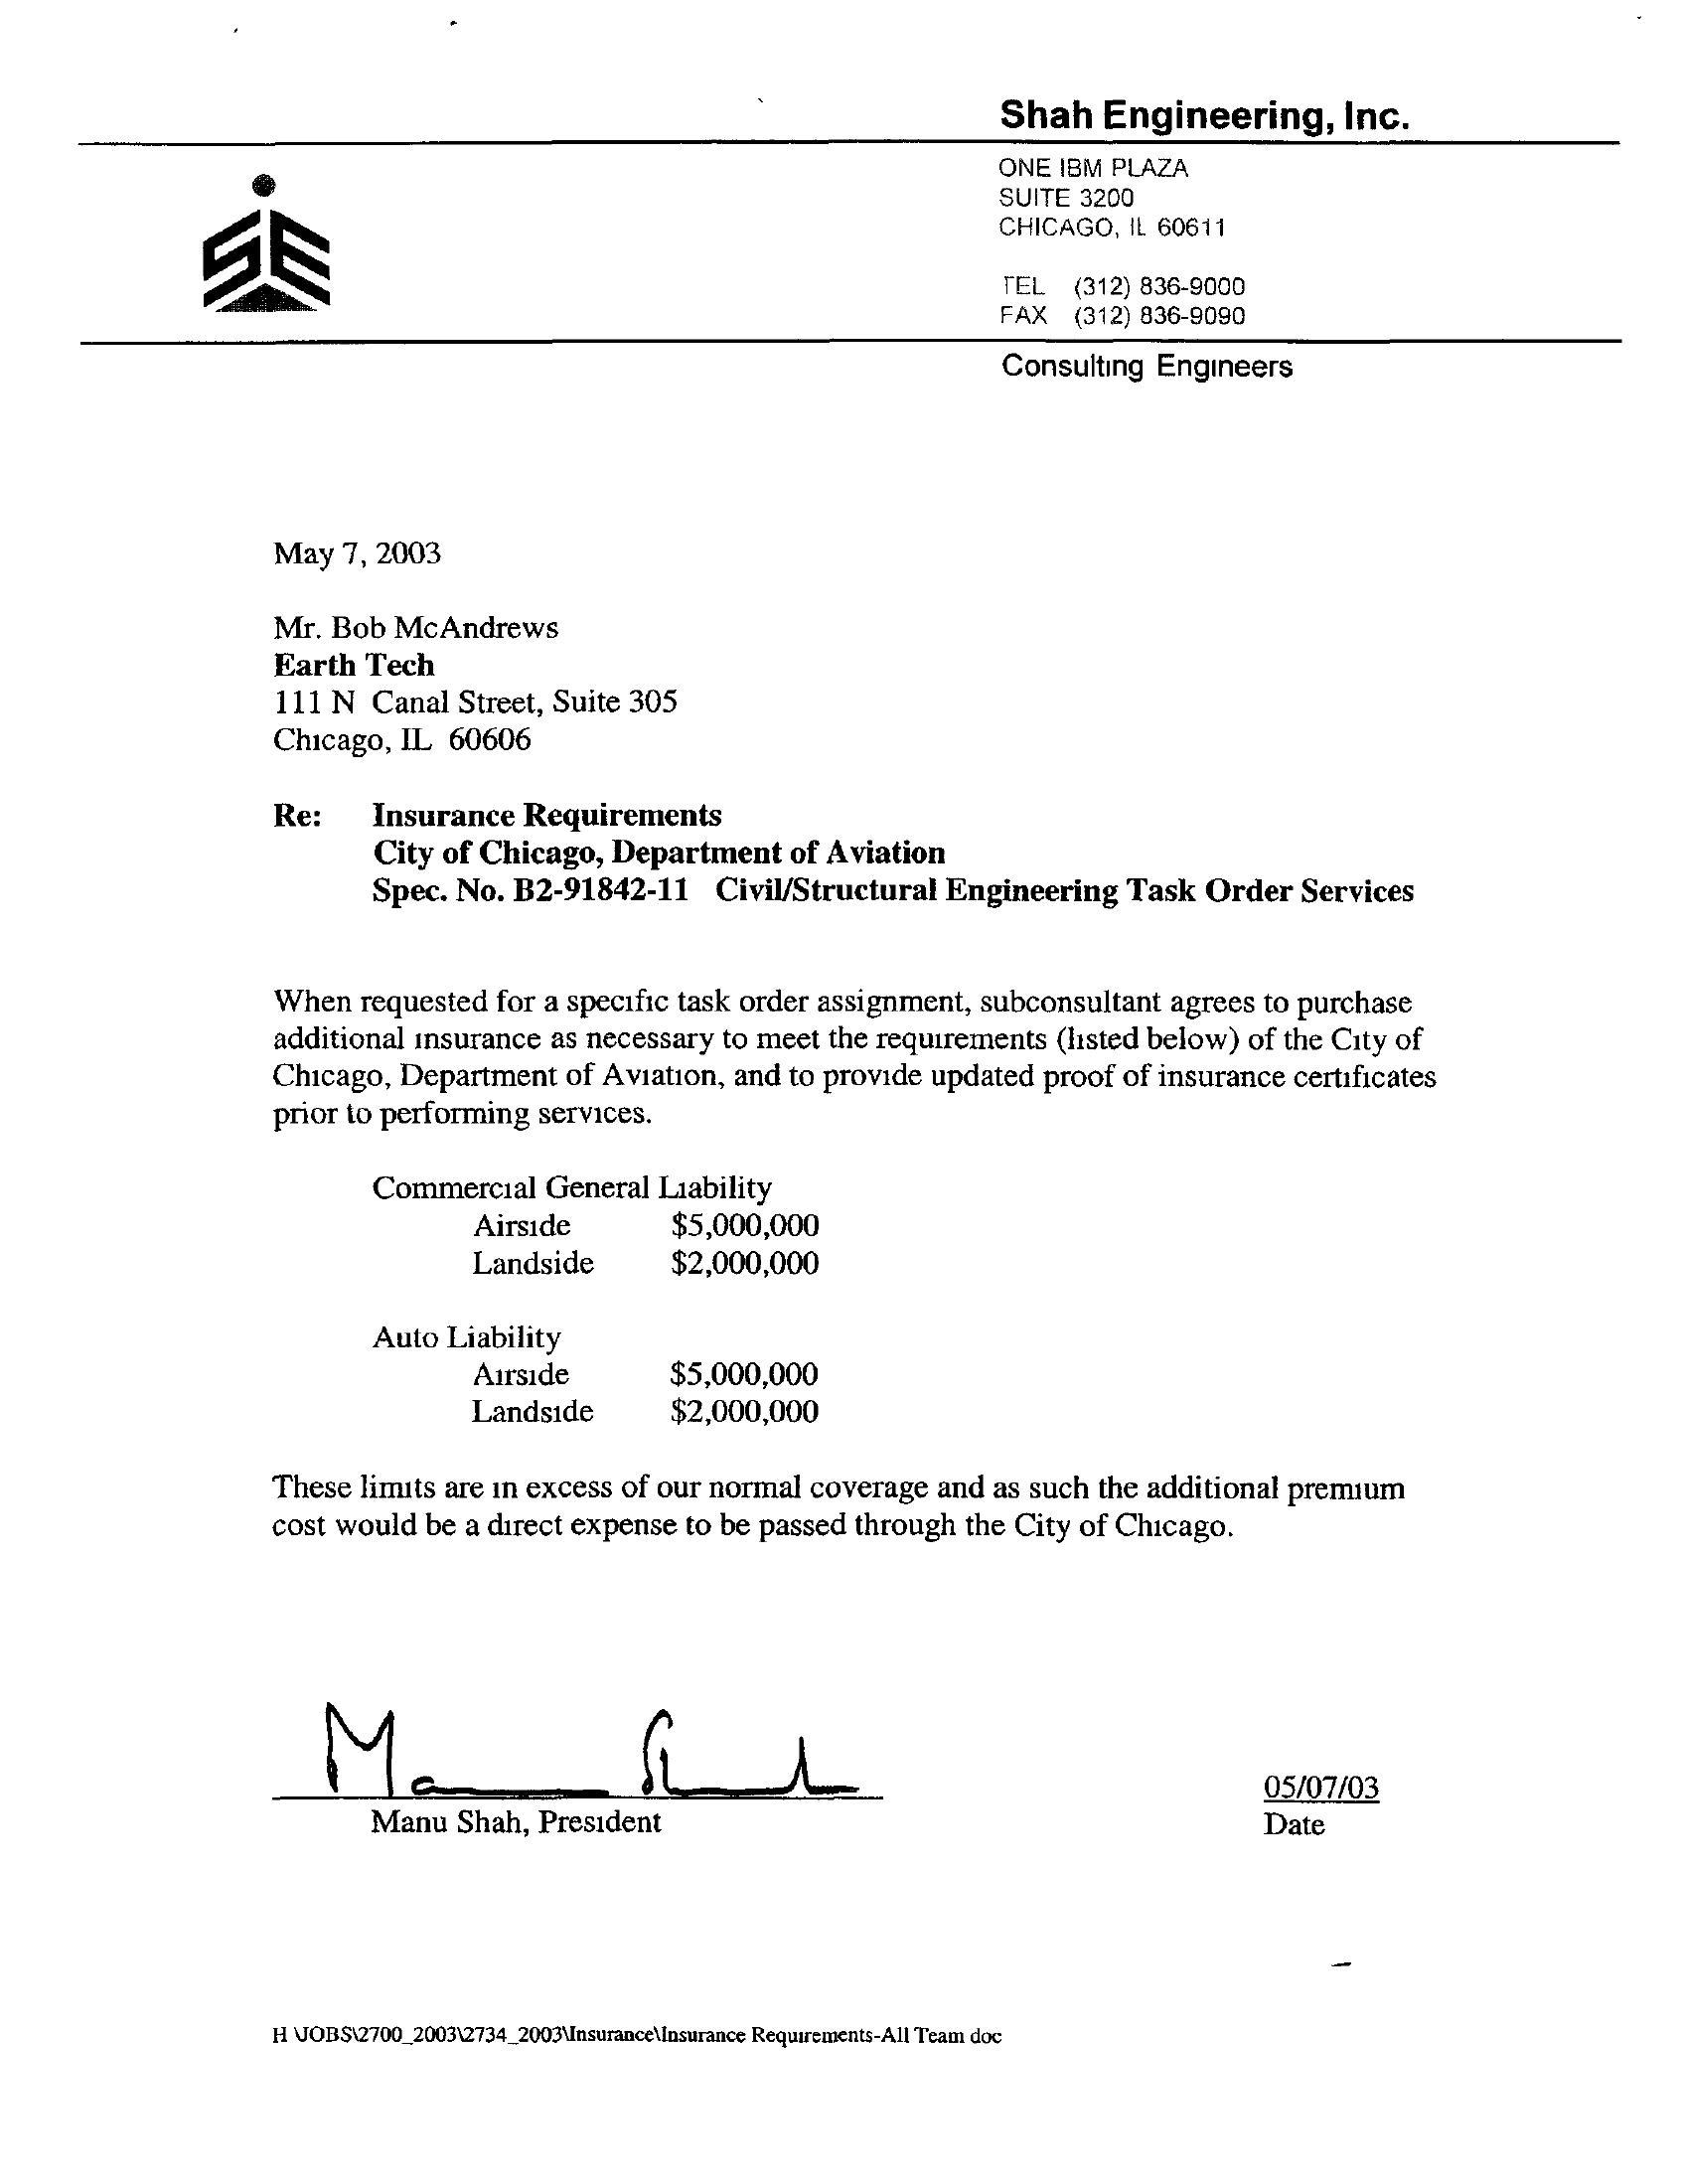 Shah Engineering, Inc.
ONE IBM PLAZA
SUITE 3200
CHICAGO, IL 60611
TEL (312) 836-9000
FAX (312) 836-9090
SE
Consulting Engineers
May 7, 2003
Mr. Bob McAndrews
Earth Tech
111 N Canal Street, Suite 305
Chicago, IL 60606
Re: Insurance Requirements
City of Chicago, Department of Aviation
Spec. No. B2-91842-11 Civil/Structural Engineering Task Order Services
When requested for a specific task order assignment, subconsultant agrees to purchase
additional insurance as necessary to meet the requirements (listed below) of the City of
Chicago, Department of Aviation, and to provide updated proof of insurance certificates
prior to performing services.
Commercial General Liability
Airside $5,000,000
Landside $2,000,000
Auto Liability
Airside $5,000,000
Landside $2,000,000
These limits are in excess of our normal coverage and as such the additional premium
cost would be a direct expense to be passed through the City of Chicago.
Manu Shah, President
05/07/03
Date
H \JOBS\2700_2003\2734_2003\Insurance\Insurance Requirements-All Team doc